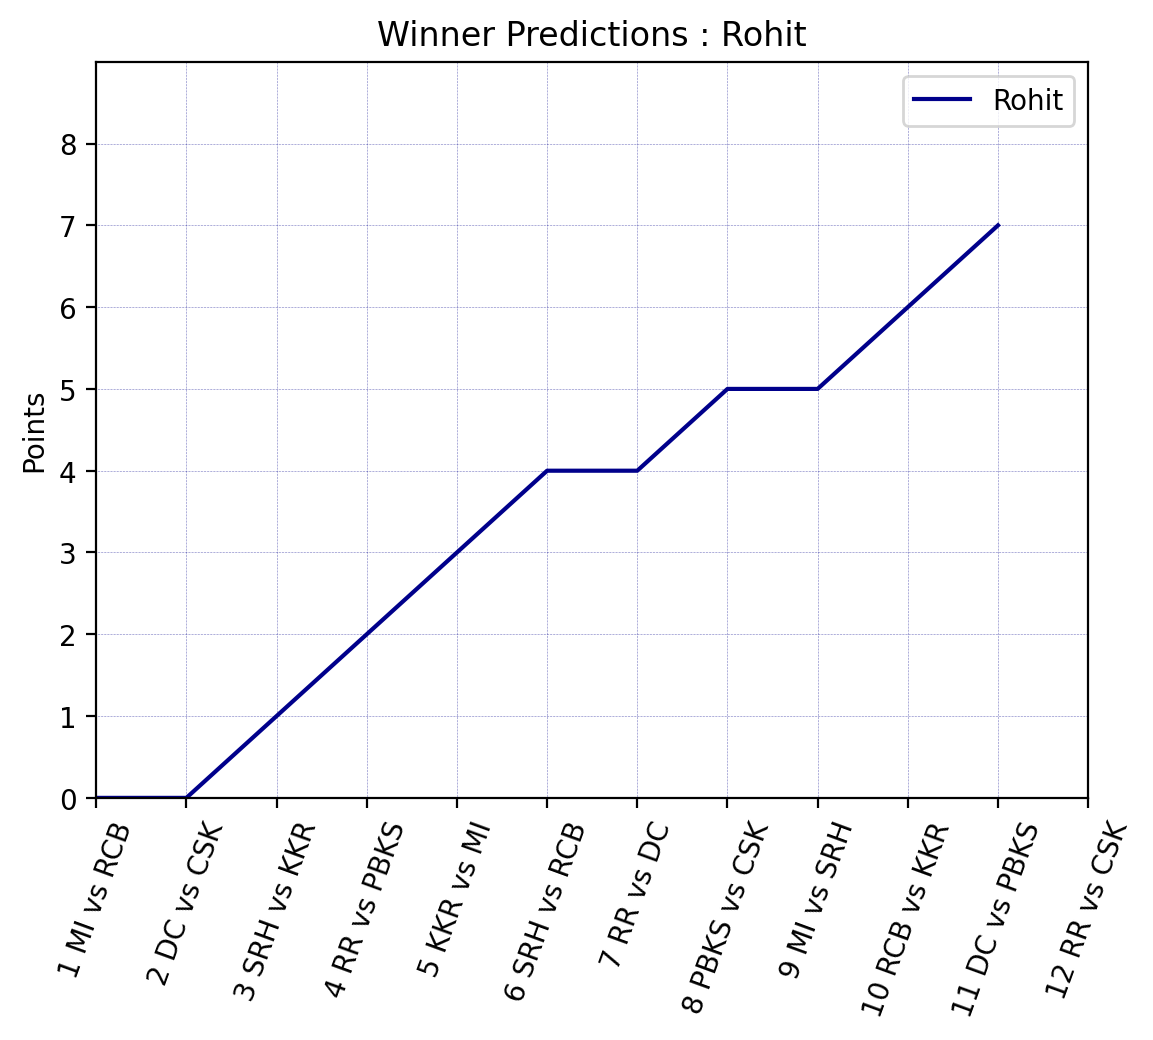 Winner Predictions : Rohit
Rohit
Points
8
7
6
5
4
3
2
1
0
1 MI vs RCB
2 DC vs CSK
3 SRH vs KKR
4 RR vs PBKS
5 KKR vs MI
6 SRH vs RCB
7 RR vs DC
8 PBKS vs CSK
9 MI vs SRH
10 RCB vs KKR
11 DC vs PBKS
12 RR vs CSK